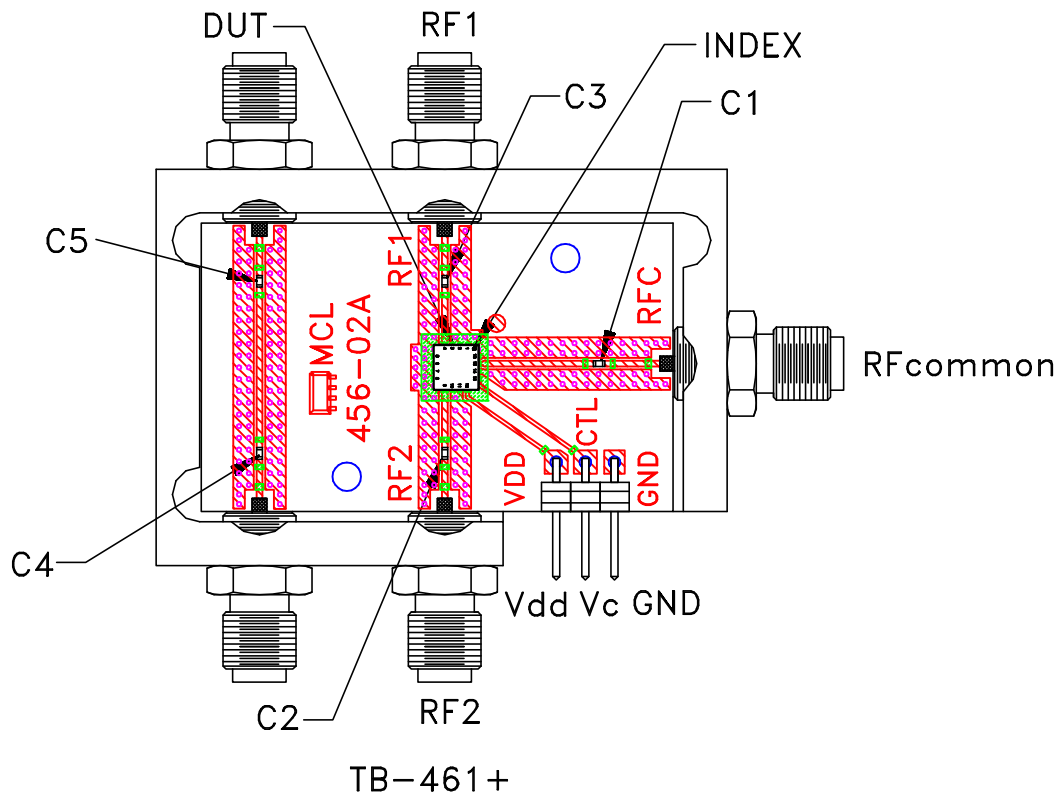 DUT
RF1
INDEX
C3
C1
C5
RF1
RFC
MCL
456-02A
RFcommon
CTL
RF2
VDD
GND
C4
Vdd Vc GND
C2
RF2
TB-461+